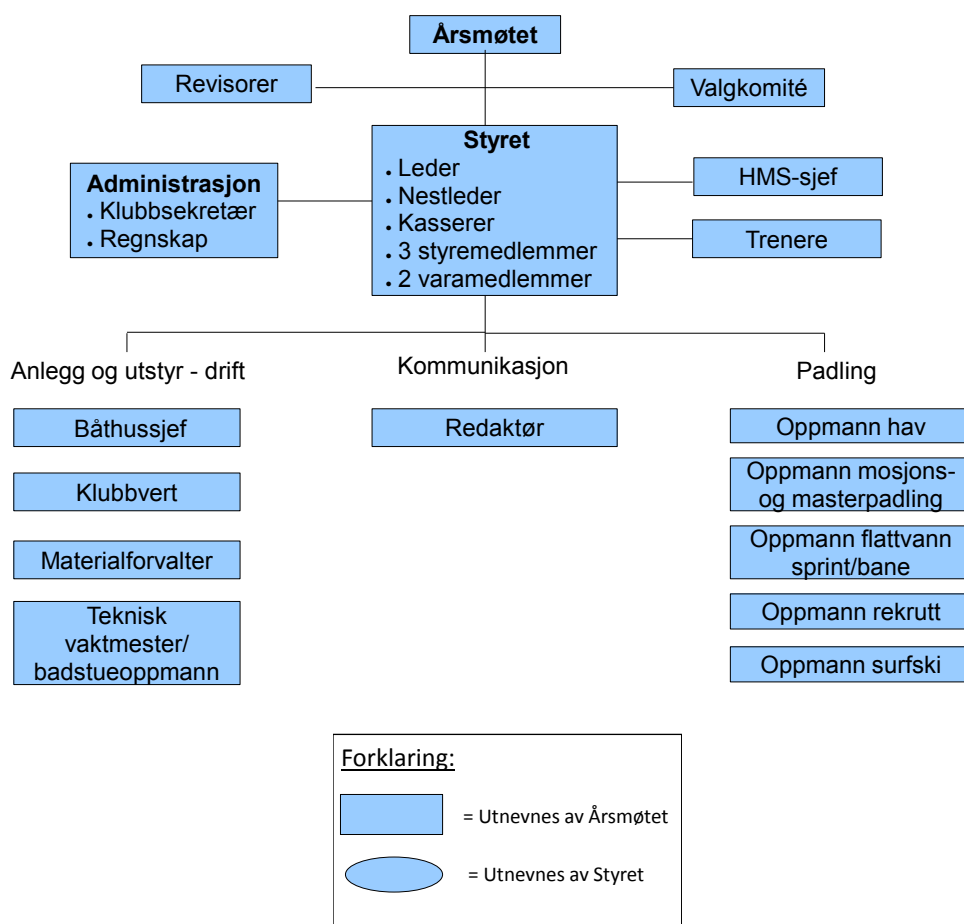 Årsmøtet
Revisorer
Valgkomité
Styret
• Leder
• Nestleder
• Kasserer
• 3 styremedlemmer
• 2 varamedlemmer
Administrasjon
• Klubbsekretær
• Regnskap
HMS-sjef
Trenere
Anlegg og utstyr - drift
Båthussjef
Klubbvert
Materialforvalter
Teknisk
vaktmester/
badstueoppmann
Kommunikasjon
Redaktør
Padling
Oppmann hav
Oppmann mosjons-
og masterpadling
Oppmann flattvann
sprint/bane
Oppmann rekrutt
Oppmann surfski
Forklaring:
= Utnevnes av Årsmøtet
= Utnevnes av Styret